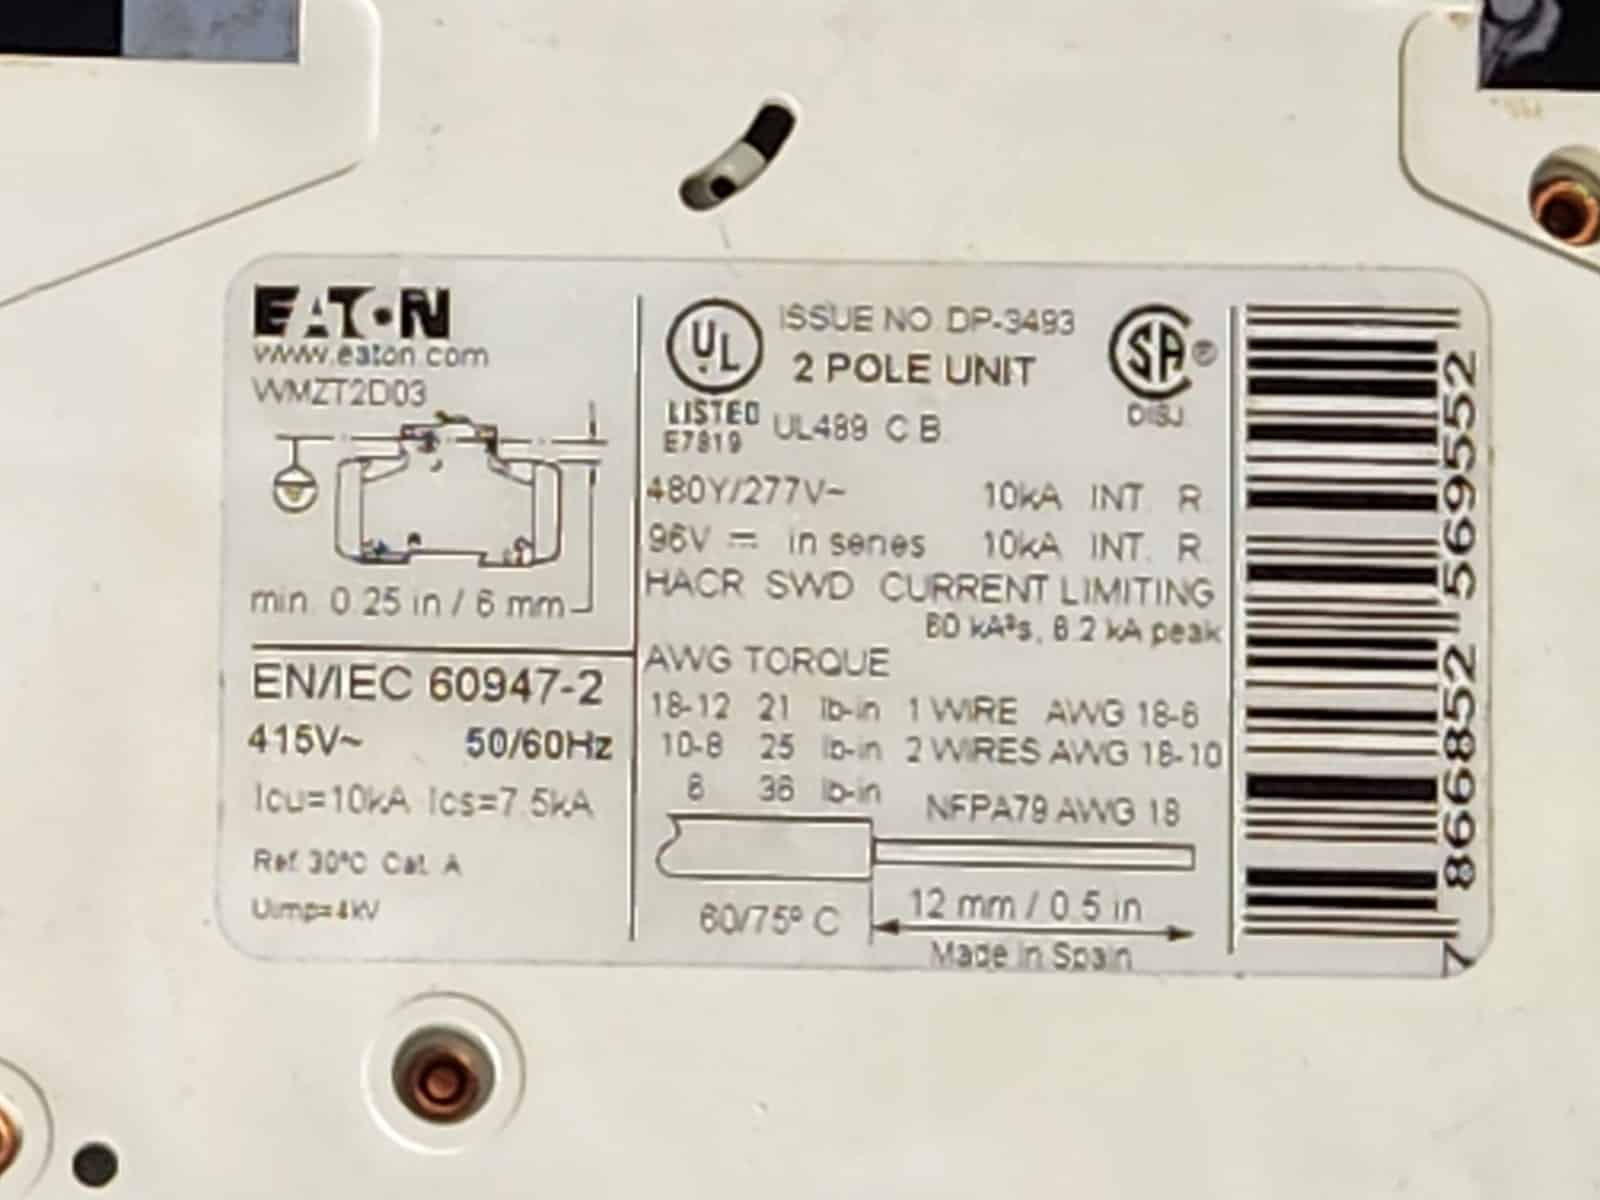 EATON
www.eaton.com
WMZT2D03
min. 0.25 in / 6 mm
EN/IEC 60947-2
415V~ 50/60Hz
Icu=10kA Ics=7.5kA
Ref. 30°C Cat. A
Uimp=4kV
UL
LISTED
E7819
ISSUE NO. DP-3493
2 POLE UNIT
UL489 C.B.
SA®
DISJ.
480Y/277V~ 10kA INT. R.
96V ⎓ in series 10kA INT. R.
HACR SWD CURRENT LIMITING
kA²s, 8.2 kA peak
AWG TORQUE
18-12 21 lb-in 1 WIRE AWG 18-6
10-8 25 lb-in 2 WIRES AWG 18-10
6 36 lb-in
NFPA79 AWG 18
60/75° C
12 mm / 0.5 in
Made in Spain
7 866852 569552